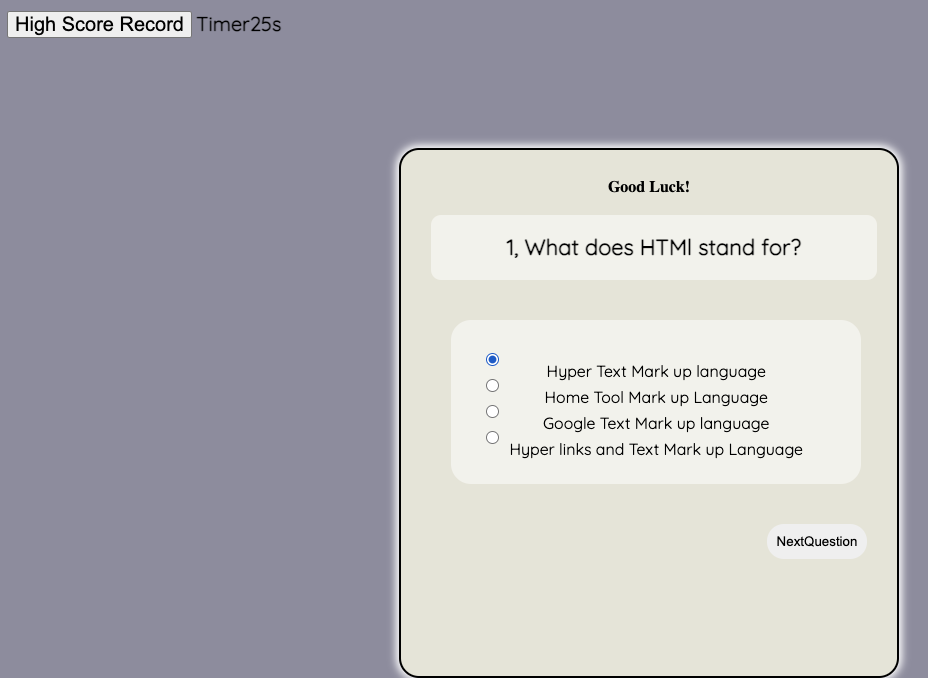 High Score Record Timer25s
Good Luck!
1, What does HTMl stand for?
Hyper Text Mark up language
Home Tool Mark up Language
Google Text Mark up language
Hyper links and Text Mark up Language
NextQuestion